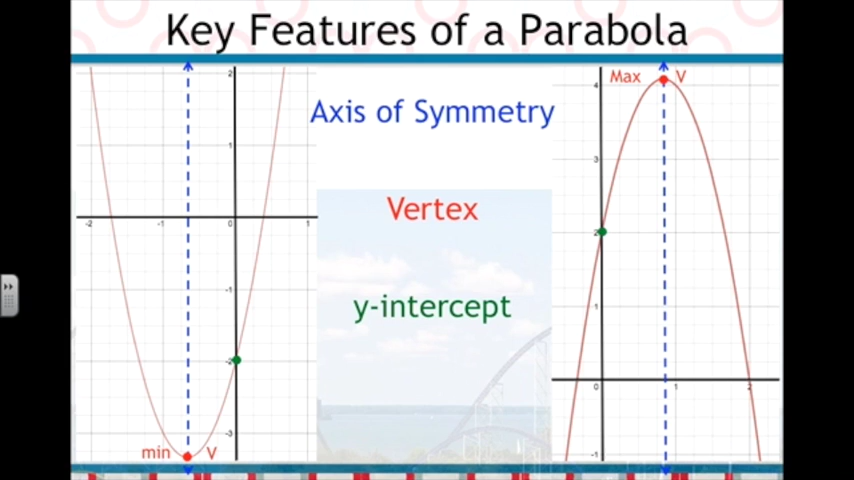 Key Features of a Parabola
2
1
-2
-1
0
1
-1
-2
-3
min V
Axis of Symmetry
Vertex
y-intercept
Max V
4
3
2
1
0
1
2
-1